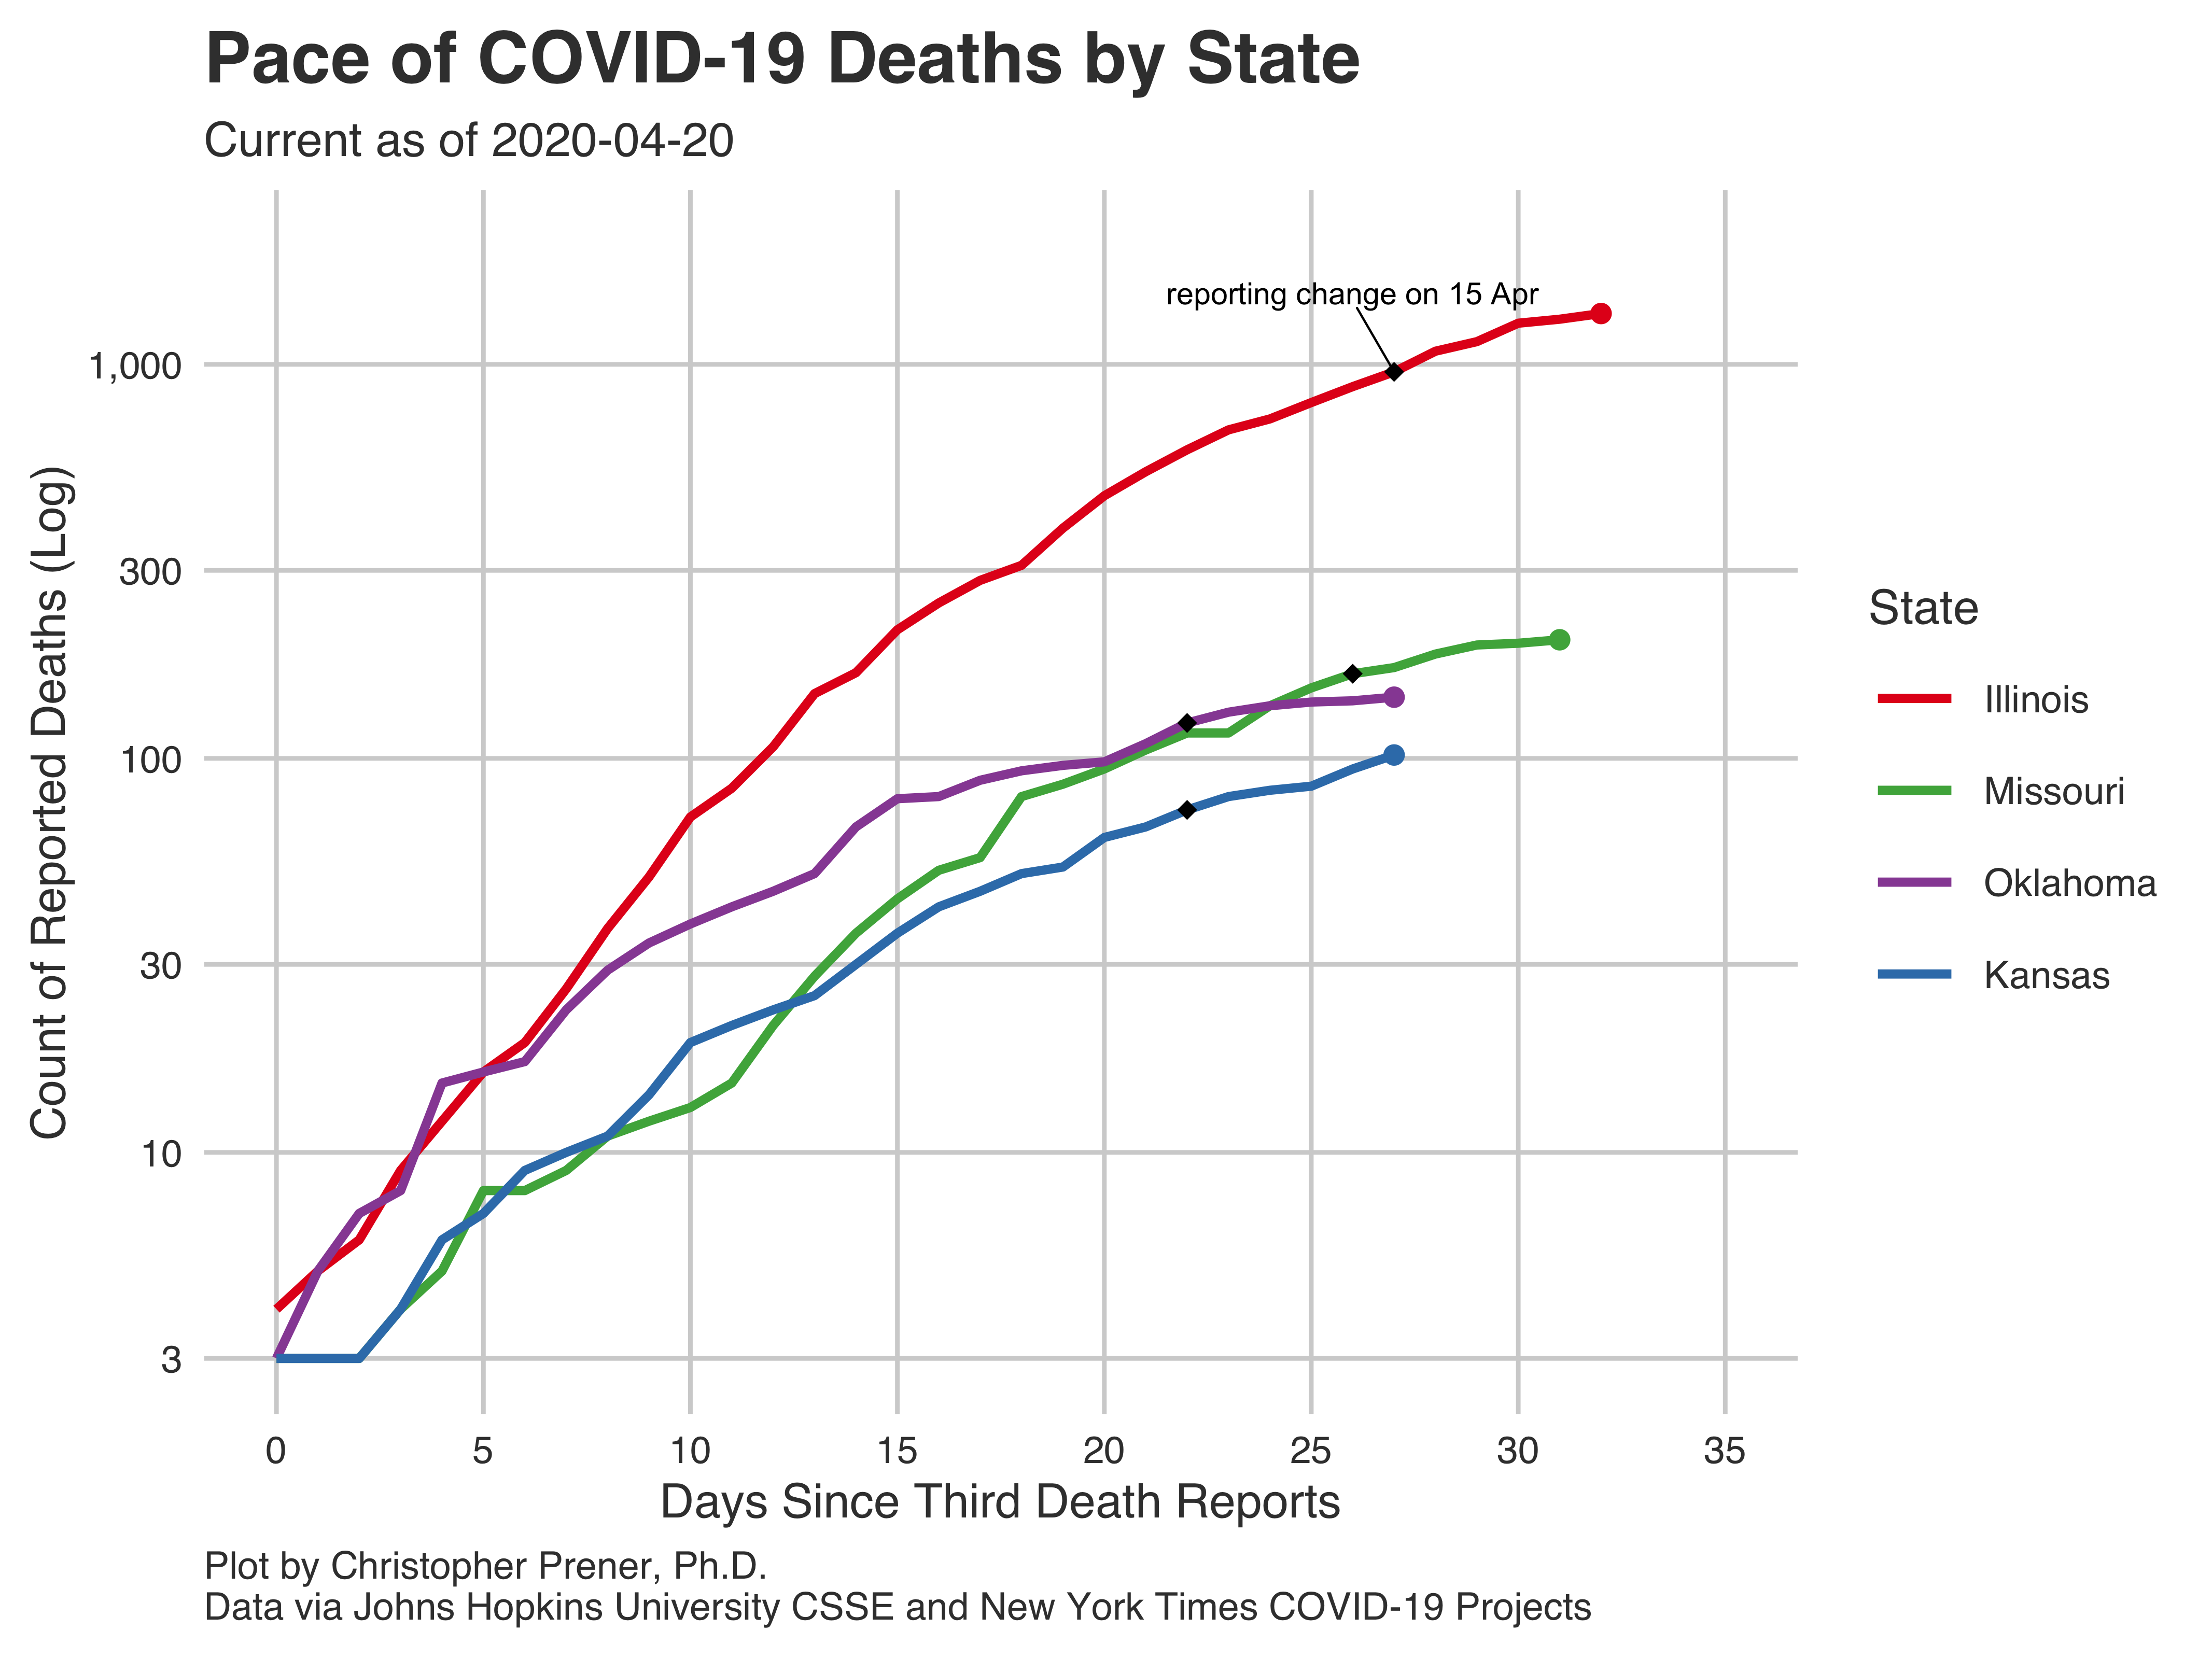 Pace of COVID-19 Deaths by State
Current as of 2020-04-20
reporting change on 15 Apr
Count of Reported Deaths (Log)
1,000
300
100
30
10
3
0 5 10 15 20 25 30 35
Days Since Third Death Reports
State
Illinois
Missouri
Oklahoma
Kansas
Plot by Christopher Prener, Ph.D.
Data via Johns Hopkins University CSSE and New York Times COVID-19 Projects